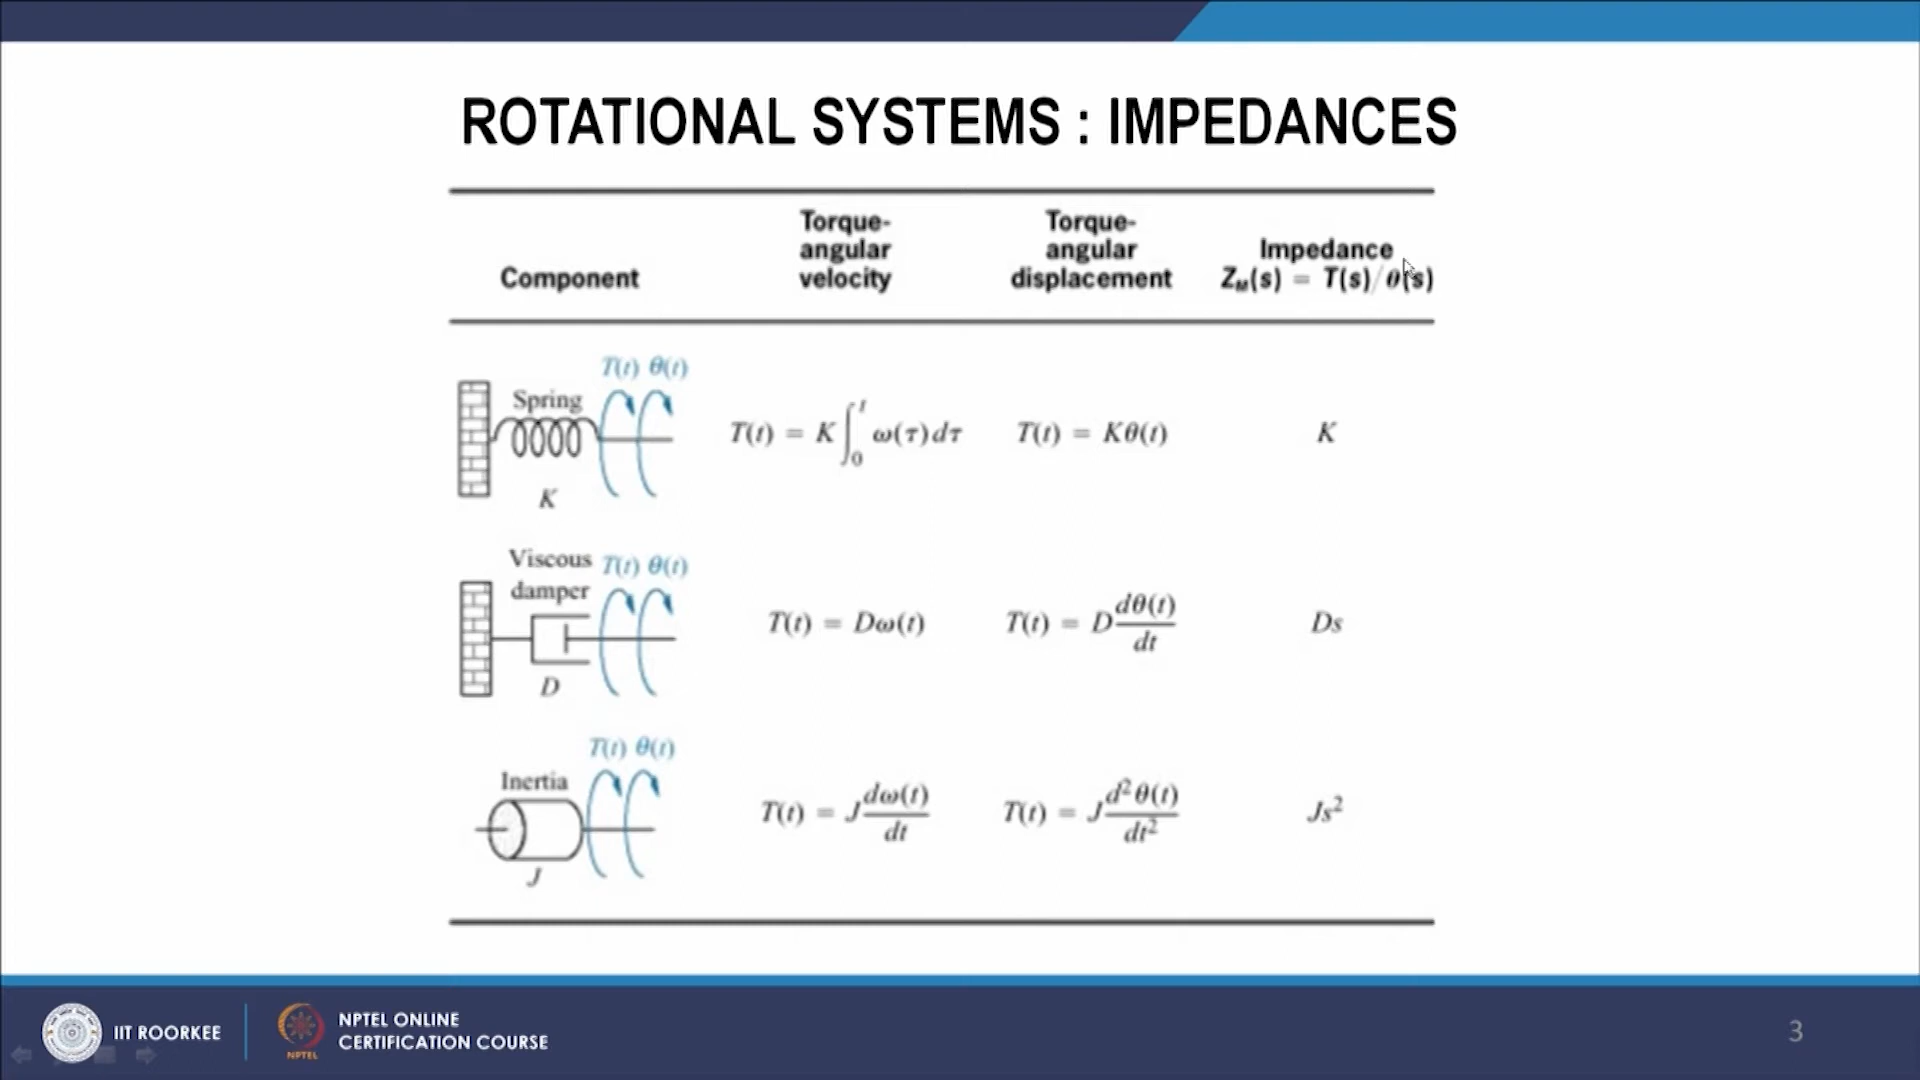 ROTATIONAL SYSTEMS : IMPEDANCES
Component
Torque-
angular
velocity
Torque-
angular
displacement
Impedance
Z_M(s) = T(s)/θ(s)
T(t) θ(t)
Spring
K
T(t) = K∫₀ᵗ ω(τ)dτ
T(t) = Kθ(t)
K
Viscous
damper
T(t) θ(t)
D
T(t) = Dω(t)
T(t) = D dθ(t)/dt
Ds
T(t) θ(t)
Inertia
J
T(t) = J dω(t)/dt
T(t) = J d²θ(t)/dt²
Js²
IIT ROORKEE
NPTEL
NPTEL ONLINE
CERTIFICATION COURSE
3